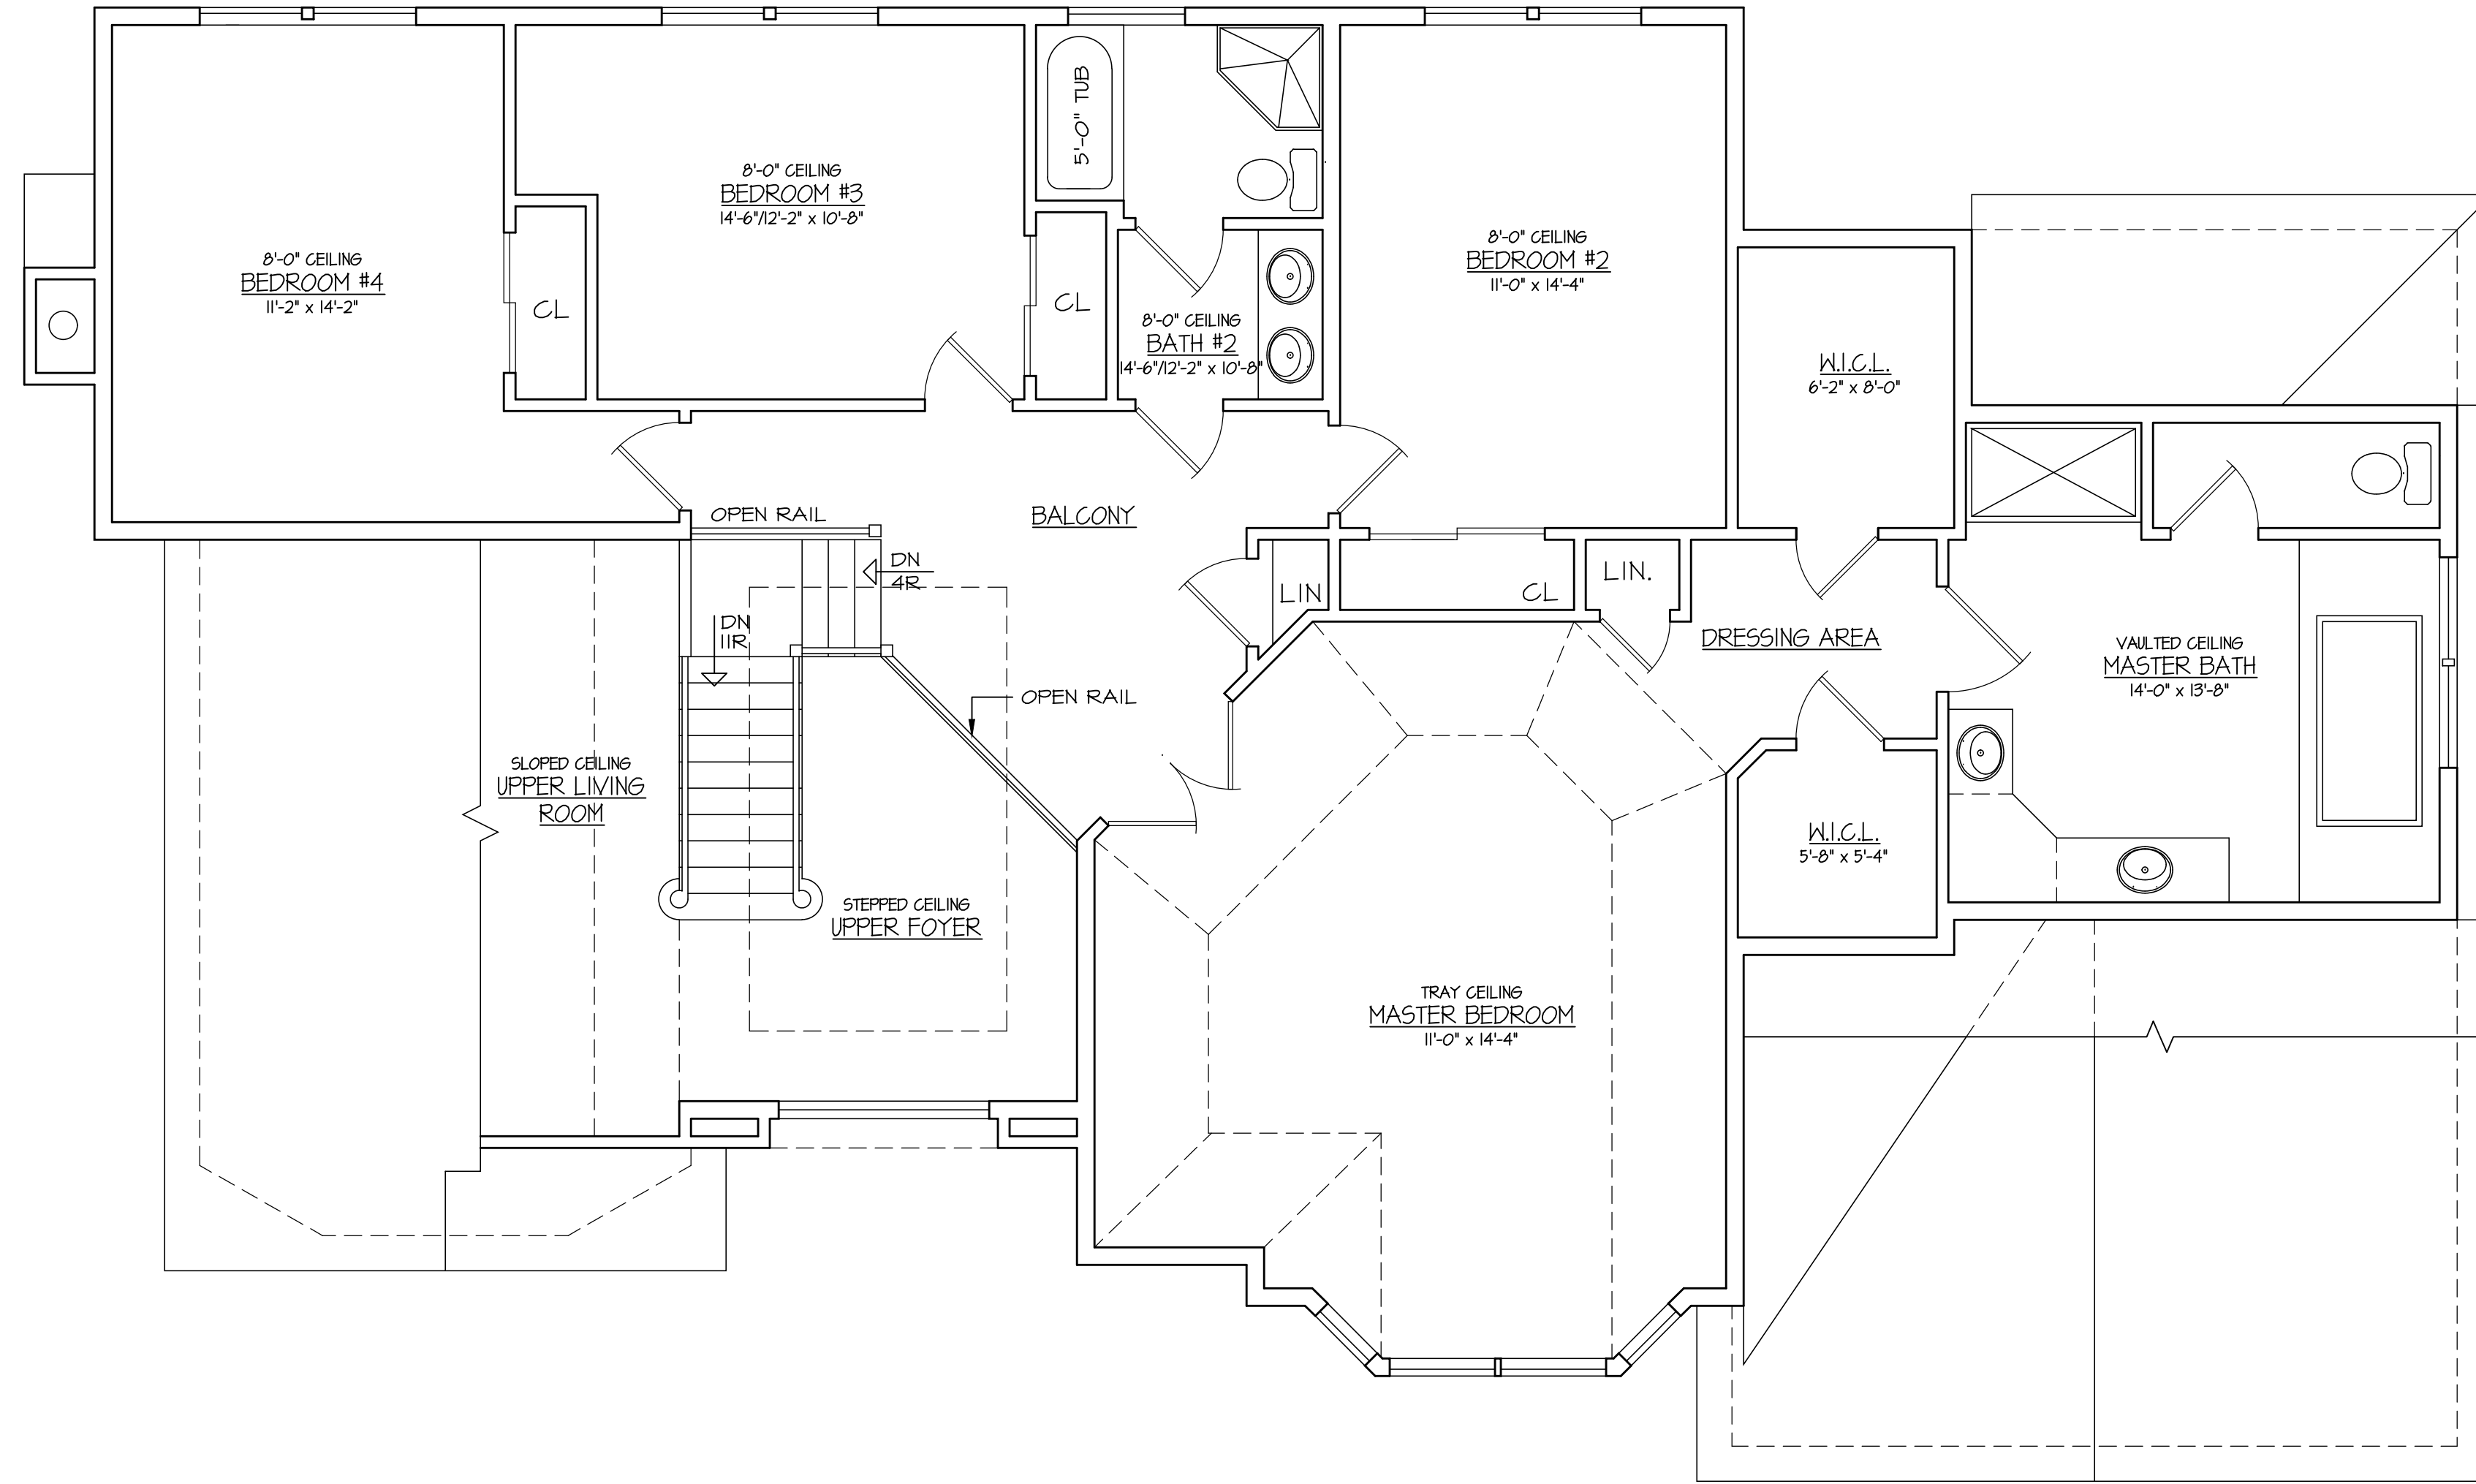 5'-0" TUB
8'-0" CEILING
BEDROOM #3
14'-6"/12'-2" x 10'-8"
8'-0" CEILING
BEDROOM #2
11'-0" x 14'-4"
8'-0" CEILING
BEDROOM #4
11'-2" x 14'-2"
CL
CL
8'-0" CEILING
BATH #2
14'-6"/12'-2" x 10'-8"
W.I.C.L.
6'-2" x 8'-0"
OPEN RAIL
BALCONY
DN
4R
LIN
CL
LIN.
DN
11R
DRESSING AREA
VAULTED CEILING
MASTER BATH
14'-0" x 13'-8"
OPEN RAIL
SLOPED CEILING
UPPER LIVING
ROOM
W.I.C.L.
5'-8" x 5'-4"
STEPPED CEILING
UPPER FOYER
TRAY CEILING
MASTER BEDROOM
11'-0" x 14'-4"